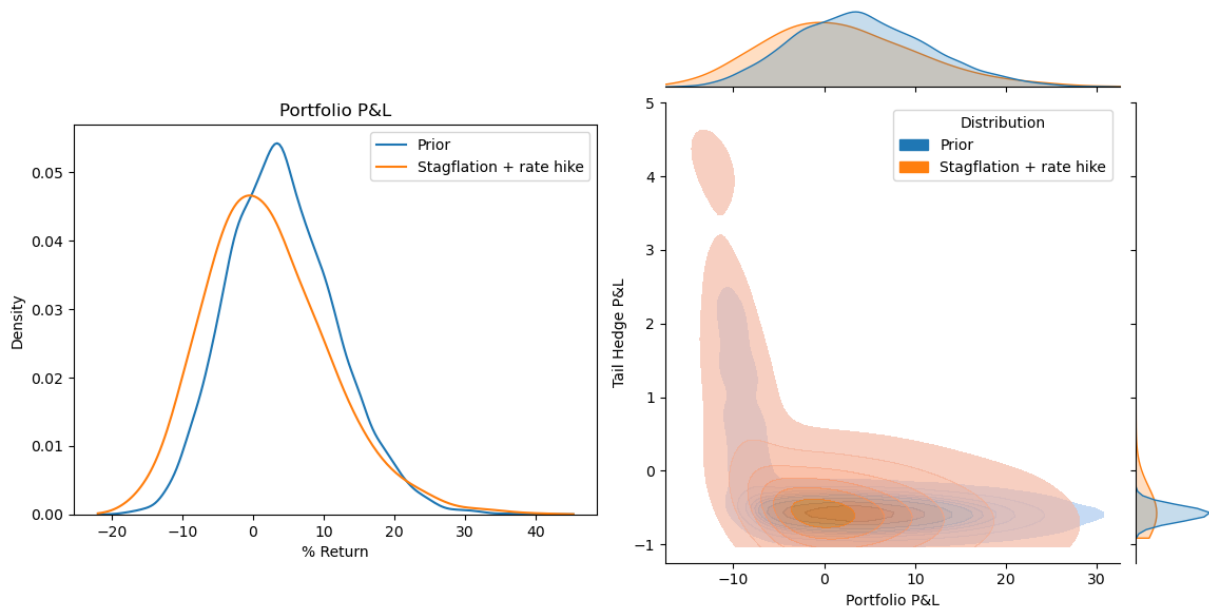 Portfolio P&L
Prior
Stagflation + rate hike
Density
0.05
0.04
0.03
0.02
0.01
0.00
−20
−10
0
10
20
30
40
% Return
Distribution
Prior
Stagflation + rate hike
Tail Hedge P&L
5
4
3
2
1
0
−1
−10
0
10
20
30
Portfolio P&L